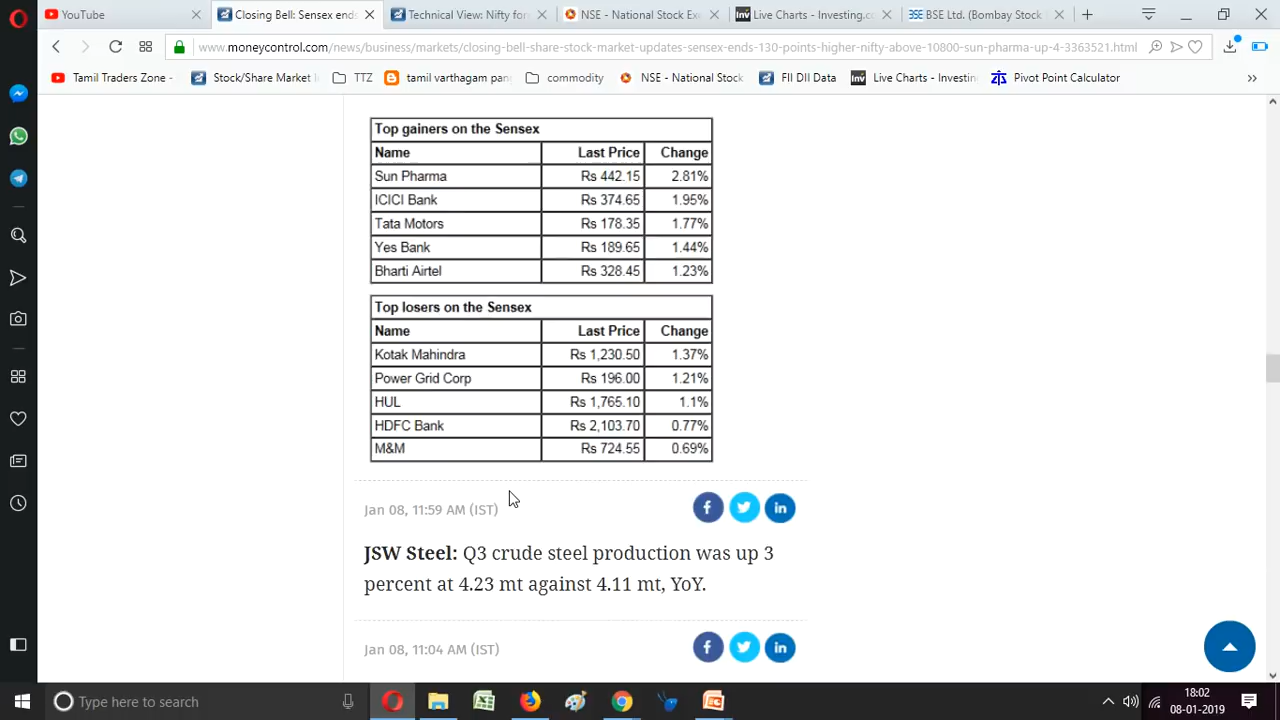 YouTube
Closing Bell: Sensex ends
Technical View: Nifty for
NSE - National Stock Ex
Inv Live Charts - Investing.co
BSE BSE Ltd. (Bombay Stock
www.moneycontrol.com/news/business/markets/closing-bell-share-stock-market-updates-sensex-ends-130-points-higher-nifty-above-10800-sun-pharma-up-4-3363521.html
Tamil Traders Zone -
Stock/Share Market
TTZ
tamil varthagam pan
commodity
NSE - National Stock
FII DII Data
Inv Live Charts - Investin
Pivot Point Calculator
Top gainers on the Sensex
Name Last Price Change
Sun Pharma Rs 442.15 2.81%
ICICI Bank Rs 374.65 1.95%
Tata Motors Rs 178.35 1.77%
Yes Bank Rs 189.65 1.44%
Bharti Airtel Rs 328.45 1.23%
Top losers on the Sensex
Name Last Price Change
Kotak Mahindra Rs 1,230.50 1.37%
Power Grid Corp Rs 196.00 1.21%
HUL Rs 1,765.10 1.1%
HDFC Bank Rs 2,103.70 0.77%
M&M Rs 724.55 0.69%
Jan 08, 11:59 AM (IST)
JSW Steel: Q3 crude steel production was up 3
percent at 4.23 mt against 4.11 mt, YoY.
Jan 08, 11:04 AM (IST)
Type here to search
18:02
08-01-2019